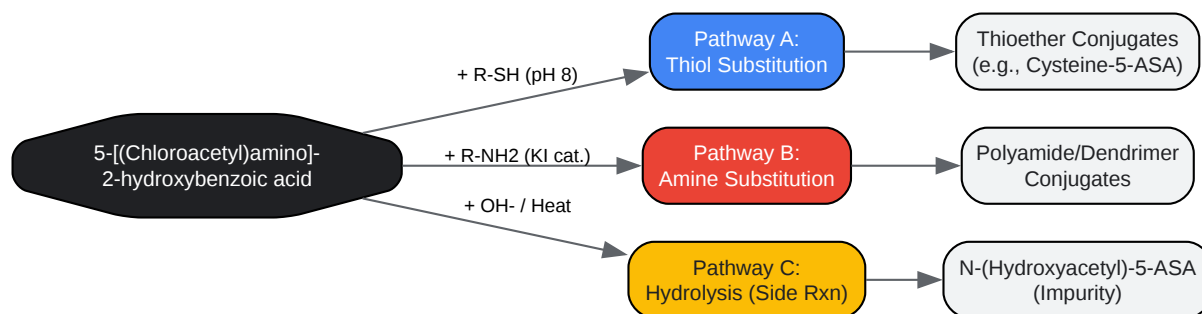 5-[(Chloroacetyl)amino]-
2-hydroxybenzoic acid
+ R-SH (pH 8)
Pathway A:
Thiol Substitution
Thioether Conjugates
(e.g., Cysteine-5-ASA)
+ R-NH2 (KI cat.)
Pathway B:
Amine Substitution
Polyamide/Dendrimer
Conjugates
+ OH- / Heat
Pathway C:
Hydrolysis (Side Rxn)
N-(Hydroxyacetyl)-5-ASA
(Impurity)